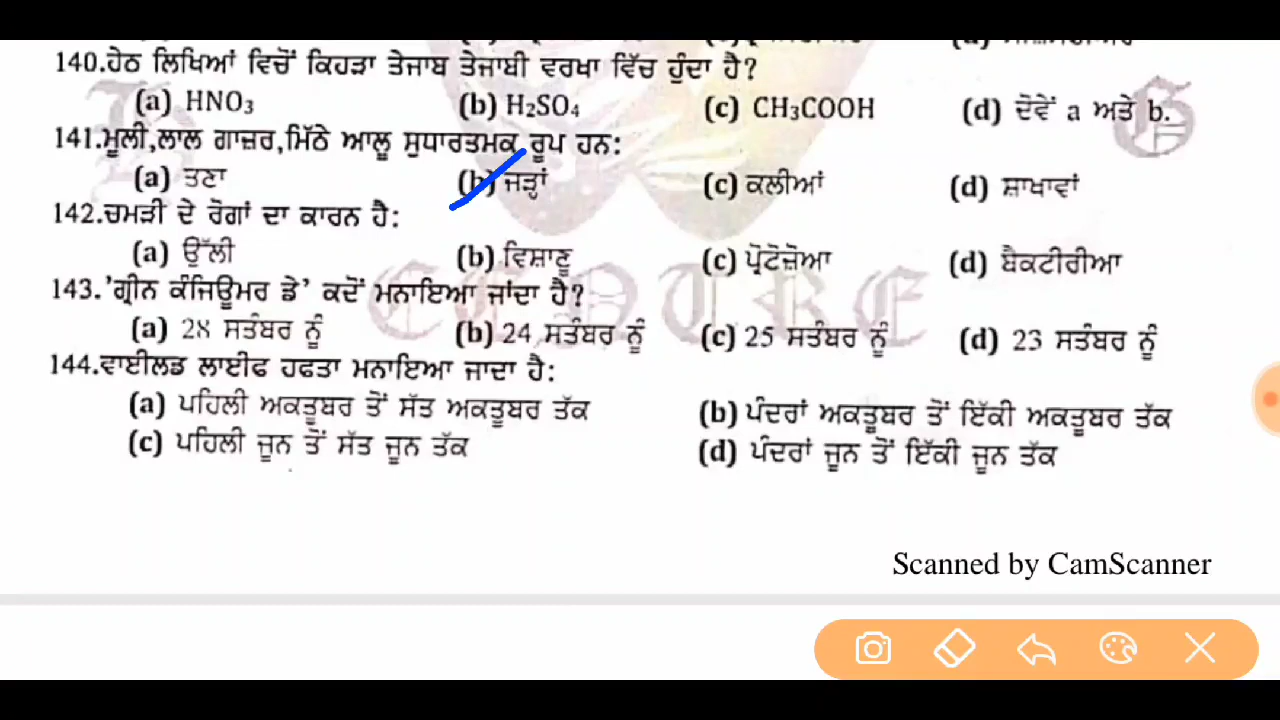 140.ਹੇਠ ਲਿਖਿਆਂ ਵਿਚੋਂ ਕਿਹੜਾ ਤੇਜਾਬ ਤੇਜਾਬੀ ਵਰਖਾ ਵਿੱਚ ਹੁੰਦਾ ਹੈ?
(a) HNO₃ (b) H₂SO₄ (c) CH₃COOH (d) ਦੋਵੇਂ a ਅਤੇ b.
141.ਮੂਲੀ,ਲਾਲ ਗਾਜ਼ਰ,ਮਿੱਠੇ ਆਲੂ ਸੁਧਾਰਤਮਕ ਰੂਪ ਹਨ:
(a) ਤਣਾ (b) ਜੜ੍ਹਾਂ (c) ਕਲੀਆਂ (d) ਸ਼ਾਖਾਵਾਂ
142.ਚਮੜੀ ਦੇ ਰੋਗਾਂ ਦਾ ਕਾਰਨ ਹੈ:
(a) ਉੱਲੀ (b) ਵਿਸ਼ਾਣੂ (c) ਪ੍ਰੋਟੋਜ਼ੋਆ (d) ਬੈਕਟੀਰੀਆ
143.'ਗ੍ਰੀਨ ਕੰਜਿਊਮਰ ਡੇ' ਕਦੋਂ ਮਨਾਇਆ ਜਾਂਦਾ ਹੈ?
(a) 28 ਸਤੰਬਰ ਨੂੰ (b) 24 ਸਤੰਬਰ ਨੂੰ (c) 25 ਸਤੰਬਰ ਨੂੰ (d) 23 ਸਤੰਬਰ ਨੂੰ
144.ਵਾਈਲਡ ਲਾਈਫ ਹਫਤਾ ਮਨਾਇਆ ਜਾਦਾ ਹੈ:
(a) ਪਹਿਲੀ ਅਕਤੂਬਰ ਤੋਂ ਸੱਤ ਅਕਤੂਬਰ ਤੱਕ (b) ਪੰਦਰਾਂ ਅਕਤੂਬਰ ਤੋਂ ਇੱਕੀ ਅਕਤੂਬਰ ਤੱਕ
(c) ਪਹਿਲੀ ਜੂਨ ਤੋਂ ਸੱਤ ਜੂਨ ਤੱਕ (d) ਪੰਦਰਾਂ ਜੂਨ ਤੋਂ ਇੱਕੀ ਜੂਨ ਤੱਕ
CENTRE
Scanned by CamScanner